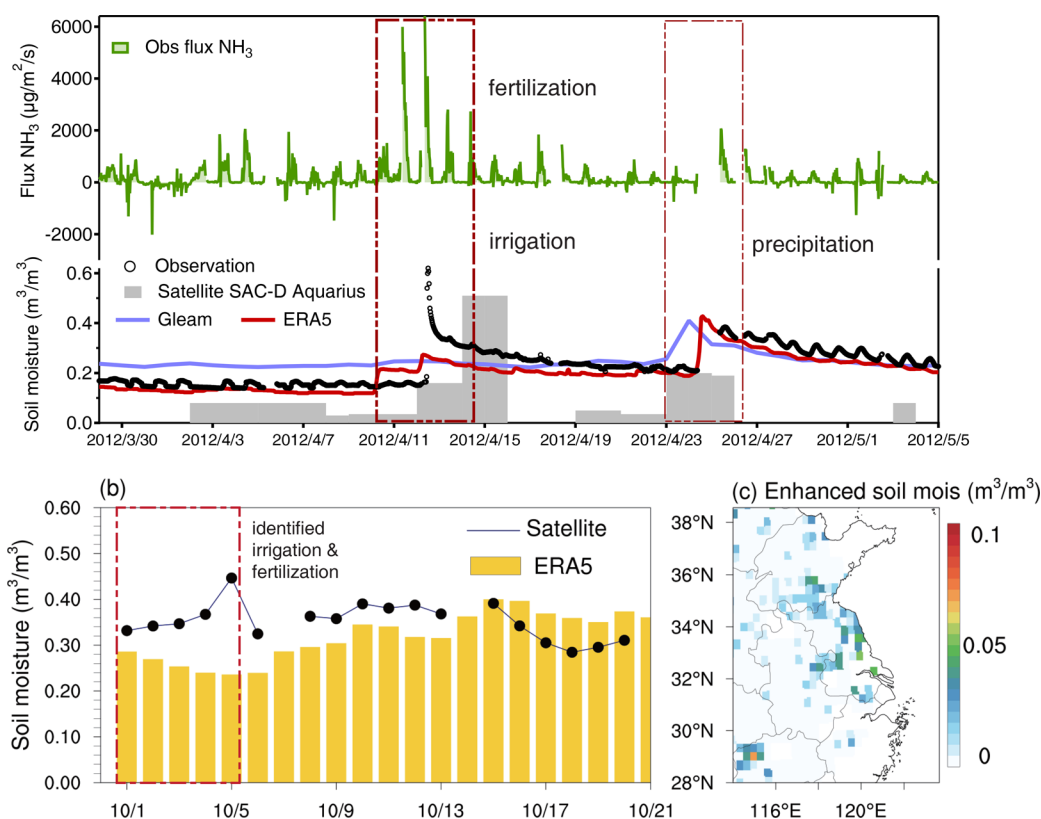 6000
4000
2000
0
-2000
Flux NH3 (μg/m2/s)
Obs flux NH3
fertilization
irrigation
precipitation
0.6
0.4
0.2
0.0
Soil moisture (m3/m3)
Observation
Satellite SAC-D Aquarius
Gleam
ERA5
2012/3/30 2012/4/3 2012/4/7 2012/4/11 2012/4/15 2012/4/19 2012/4/23 2012/4/27 2012/5/1 2012/5/5
(b)
0.60
0.50
0.40
0.30
0.20
0.10
0.00
Soil moisture (m3/m3)
identified
irrigation &
fertilization
Satellite
ERA5
10/1 10/5 10/9 10/13 10/17 10/21
(c) Enhanced soil mois (m3/m3)
38°N
36°N
34°N
32°N
30°N
28°N
116°E 120°E
0.1
0.05
0